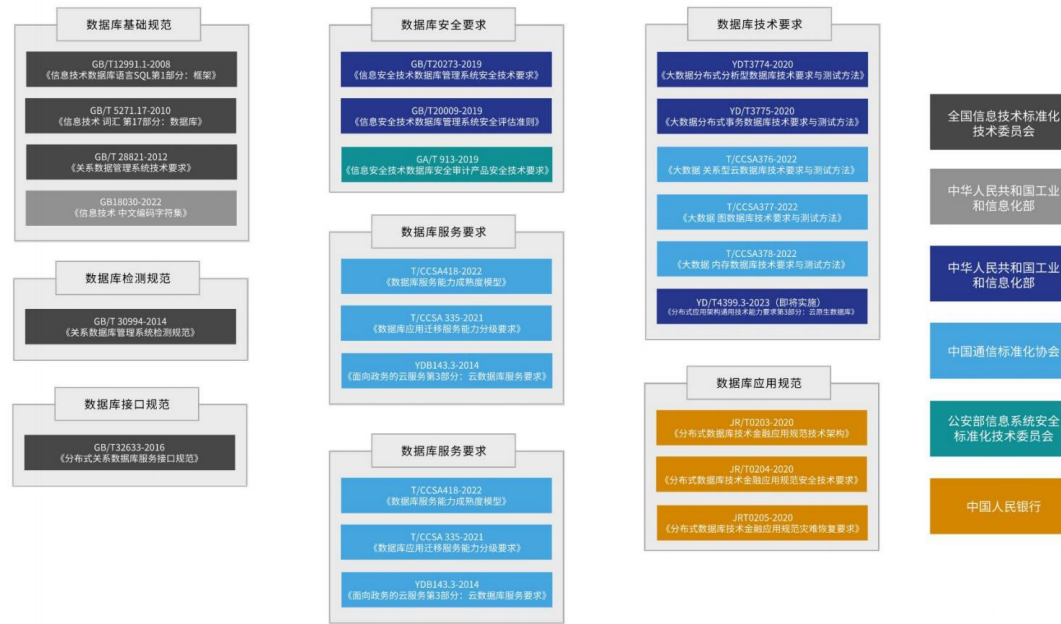 数据库基础规范
GB/T12991.1-2008
《信息技术数据库语言SQL第1部分：框架》
GB/T 5271.17-2010
《信息技术 词汇 第17部分：数据库》
GB/T 28821-2012
《关系数据管理系统技术要求》
GB18030-2022
《信息技术 中文编码字符集》
数据库检测规范
GB/T 30994-2014
《关系数据库管理系统检测规范》
数据库接口规范
GB/T32633-2016
《分布式关系数据库服务接口规范》
数据库安全要求
GB/T20273-2019
《信息安全技术数据库管理系统安全技术要求》
GB/T20009-2019
《信息安全技术数据库管理系统安全评估准则》
GA/T 913-2019
《信息安全技术数据库安全审计产品安全技术要求》
数据库服务要求
T/CCSA418-2022
《数据库服务能力成熟度模型》
T/CCSA 335-2021
《数据库应用迁移服务能力分级要求》
YDB143.3-2014
《面向政务的云服务第3部分：云数据库服务要求》
数据库服务要求
T/CCSA418-2022
《数据库服务能力成熟度模型》
T/CCSA 335-2021
《数据库应用迁移服务能力分级要求》
YDB143.3-2014
《面向政务的云服务第3部分：云数据库服务要求》
数据库技术要求
YDT3774-2020
《大数据分布式分析型数据库技术要求与测试方法》
YD/T3775-2020
《大数据分布式事务数据库技术要求与测试方法》
T/CCSA376-2022
《大数据 关系型云数据库技术要求与测试方法》
T/CCSA377-2022
《大数据 图数据库技术要求与测试方法》
T/CCSA378-2022
《大数据 内存数据库技术要求与测试方法》
YD/T4399.3-2023（即将实施）
《分布式应用架构通用技术能力要求第3部分：云原生数据库》
数据库应用规范
JR/T0203-2020
《分布式数据库技术金融应用规范技术架构》
JR/T0204-2020
《分布式数据库技术金融应用规范安全技术要求》
JRT0205-2020
《分布式数据库技术金融应用规范灾难恢复要求》
全国信息技术标准化
技术委员会
中华人民共和国工业
和信息化部
中华人民共和国工业
和信息化部
中国通信标准化协会
公安部信息系统安全
标准化技术委员会
中国人民银行